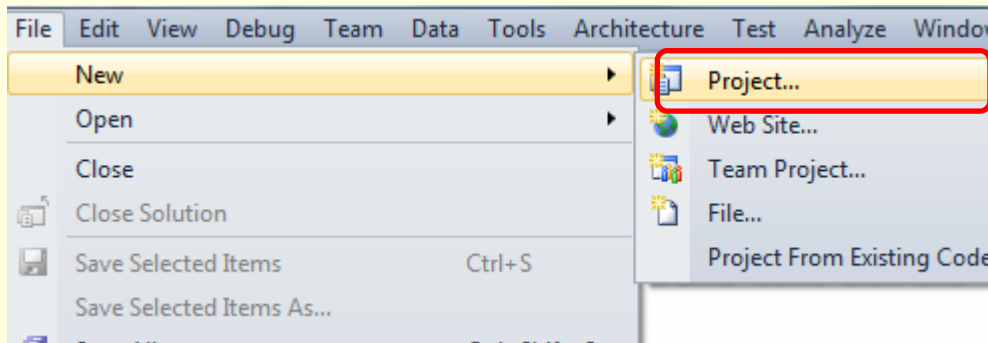 File Edit View Debug Team Data Tools Architecture Test Analyze
New
Project...
Open
Web Site...
Close
Team Project...
Close Solution
File...
Save Selected Items Ctrl+S
Project From Existing Code
Save Selected Items As...